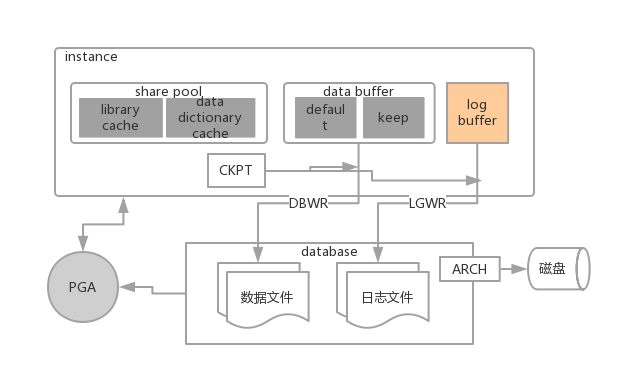 instance
share pool
library
cache
data
dictionary
cache
data buffer
defaul
t
keep
log
buffer
CKPT
DBWR
LGWR
database
PGA
数据文件
日志文件
ARCH
磁盘